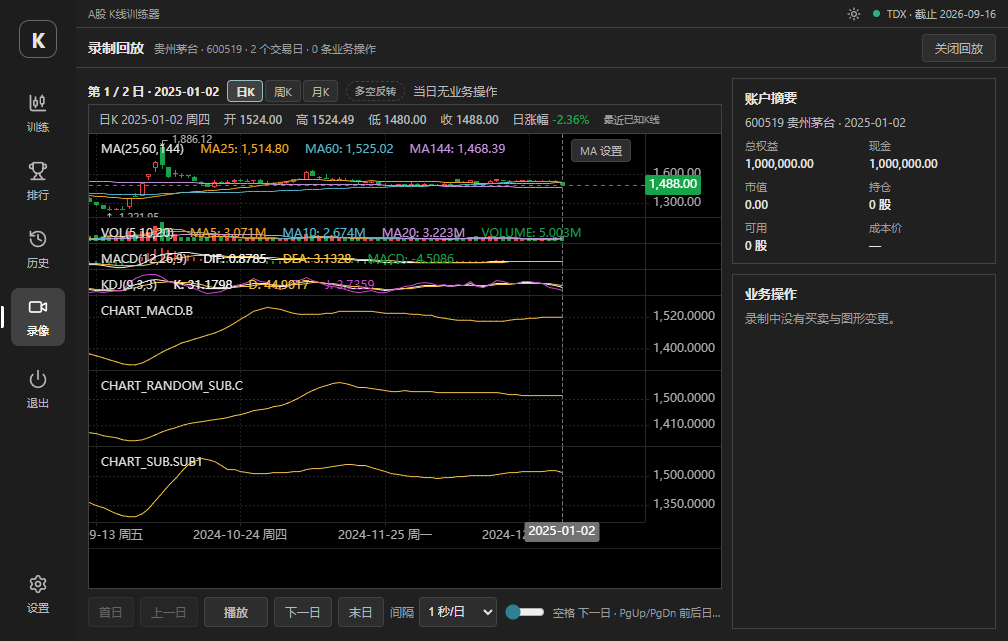 A股 K线训练器
TDX · 截止 2026-09-16
K
训练
排行
历史
录像
退出
设置
录制回放 贵州茅台 · 600519 · 2 个交易日 · 0 条业务操作
关闭回放
第 1 / 2 日 · 2025-01-02 日K 周K 月K 多空反转 当日无业务操作
日K 2025-01-02 周四 开 1524.00 高 1524.49 低 1480.00 收 1488.00 日涨幅 -2.36% 最近已知K线
1,886.12
MA(25,60,144) MA25: 1,514.80 MA60: 1,525.02 MA144: 1,468.39 MA 设置
1,600.00
1,488.00
1,300.00
1,221.95
VOL(5,10,20) MA5: 3.071M MA10: 2.674M MA20: 3.223M VOLUME: 5.003M
MACD(12,26,9) DIF: 0.8785 DEA: 3.1328 MACD: -4.5086
KDJ(9,3,3) K: 31.1798 D: 44.9017 J: 3.7359
CHART_MACD.B
1,520.0000
1,400.0000
CHART_RANDOM_SUB.C
1,500.0000
1,410.0000
CHART_SUB.SUB1
1,500.0000
1,350.0000
9-13 周五 2024-10-24 周四 2024-11-25 周一 2024-12 2025-01-02
首日 上一日 播放 下一日 末日 间隔 1 秒/日 空格 下一日 · PgUp/PgDn 前后日...
账户摘要
600519 贵州茅台 · 2025-01-02
总权益 现金
1,000,000.00 1,000,000.00
市值 持仓
0.00 0 股
可用 成本价
0 股 —
业务操作
录制中没有买卖与图形变更。